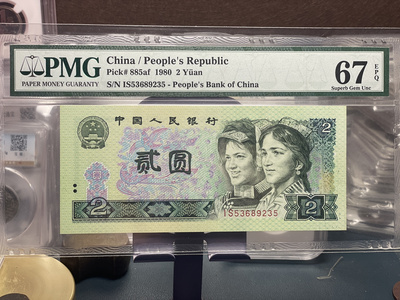 PMG
PAPER MONEY GUARANTY
China / People's Republic
Pick# 885af 1980 2 Yüan
S/N IS53689235 - People's Bank of China
67 EPQ
Superb Gem Unc
中国人民银行
2
贰圆
2
IS53689235
2